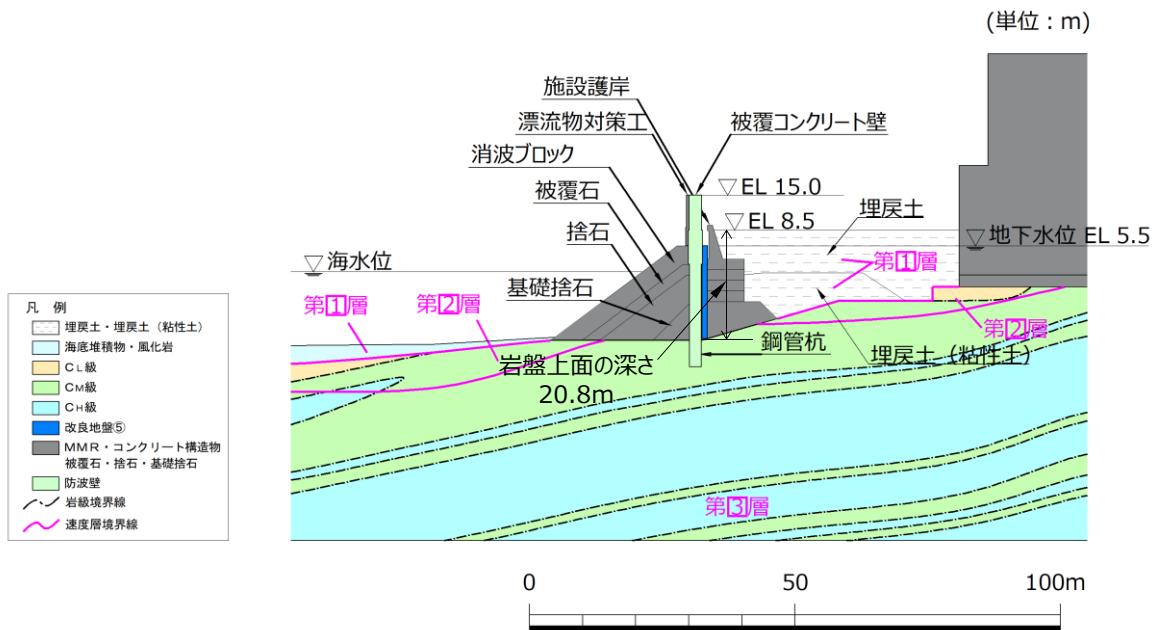 (単位：m)
施設護岸
漂流物対策工
被覆コンクリート壁
消波ブロック
EL 15.0
被覆石
埋戻土
EL 8.5
捨石
地下水位 EL 5.5
海水位
第1層
基礎捨石
第1層
第2層
第2層
鋼管杭
埋戻土（粘性土）
岩盤上面の深さ
20.8m
第3層
凡 例
埋戻土・埋戻土（粘性土）
海底堆積物・風化岩
CL級
CM級
CH級
改良地盤⑤
MMR・コンクリート構造物
被覆石・捨石・基礎捨石
防波壁
岩級境界線
速度層境界線
0
50
100m